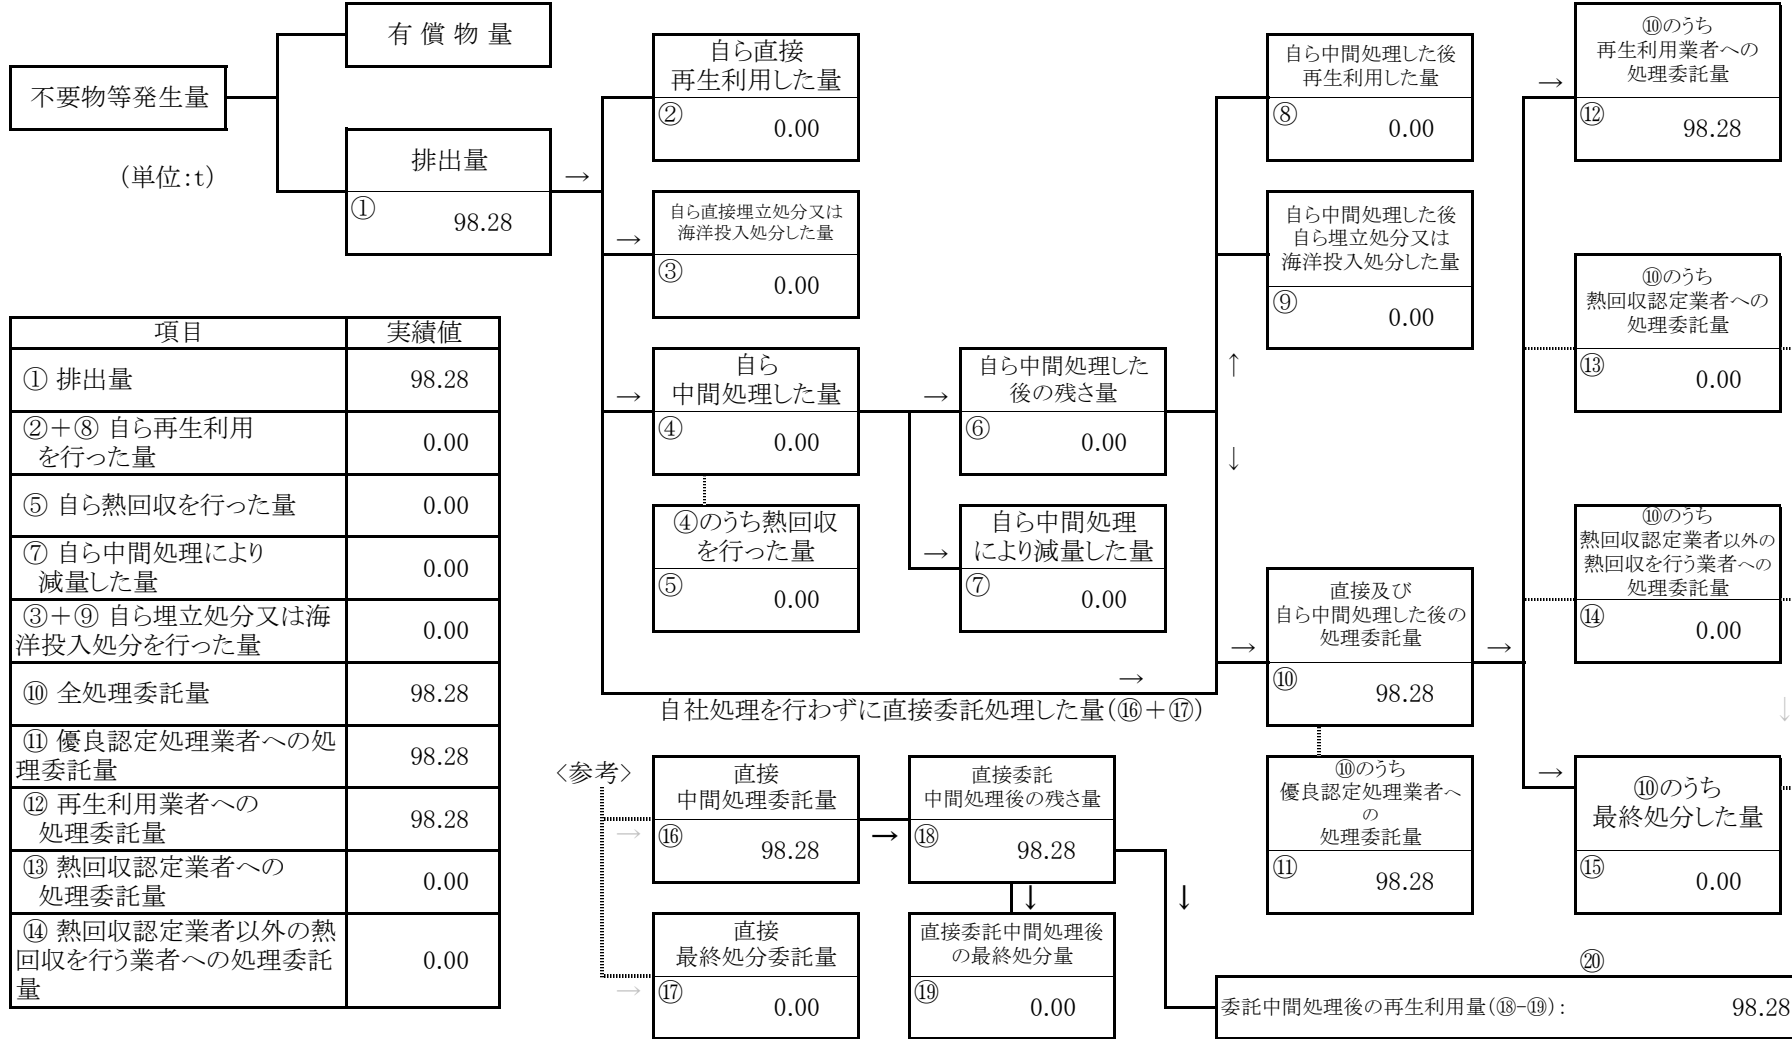 不要物等発生量
(単位:t)
有 償 物 量
排出量
①
98.28
→
自ら直接
再生利用した量
②
0.00
→
自ら直接埋立処分又は
海洋投入処分した量
③
0.00
→
自ら
中間処理した量
④
0.00
④のうち熱回収
を行った量
⑤
0.00
→
自ら中間処理した
後の残さ量
⑥
0.00
→
自ら中間処理
により減量した量
⑦
0.00
↑
↓
自ら中間処理した後
再生利用した量
⑧
0.00
自ら中間処理した後
自ら埋立処分又は
海洋投入処分した量
⑨
0.00
→
自社処理を行わずに直接委託処理した量(⑯+⑰)
→
直接及び
自ら中間処理した後の
処理委託量
⑩
98.28
⑩のうち
優良認定処理業者へ
の
処理委託量
⑪
98.28
→
→
⑩のうち
再生利用業者への
処理委託量
⑫
98.28
⑩のうち
熱回収認定業者への
処理委託量
⑬
0.00
⑩のうち
熱回収認定業者以外の
熱回収を行う業者への
処理委託量
⑭
0.00
↓
→
⑩のうち
最終処分した量
⑮
0.00
項目 実績値
① 排出量 98.28
②+⑧ 自ら再生利用
を行った量 0.00
⑤ 自ら熱回収を行った量 0.00
⑦ 自ら中間処理により
減量した量 0.00
③+⑨ 自ら埋立処分又は海
洋投入処分を行った量 0.00
⑩ 全処理委託量 98.28
⑪ 優良認定処理業者への処
理委託量 98.28
⑫ 再生利用業者への
処理委託量 98.28
⑬ 熱回収認定業者への
処理委託量 0.00
⑭ 熱回収認定業者以外の熱
回収を行う業者への処理委託
量 0.00
〈参考〉
→
直接
中間処理委託量
⑯
98.28
→
直接委託
中間処理後の残さ量
⑱
98.28
→
直接
最終処分委託量
⑰
0.00
↓
直接委託中間処理後
の最終処分量
⑲
0.00
↓
⑳
委託中間処理後の再生利用量(⑱-⑲): 98.28